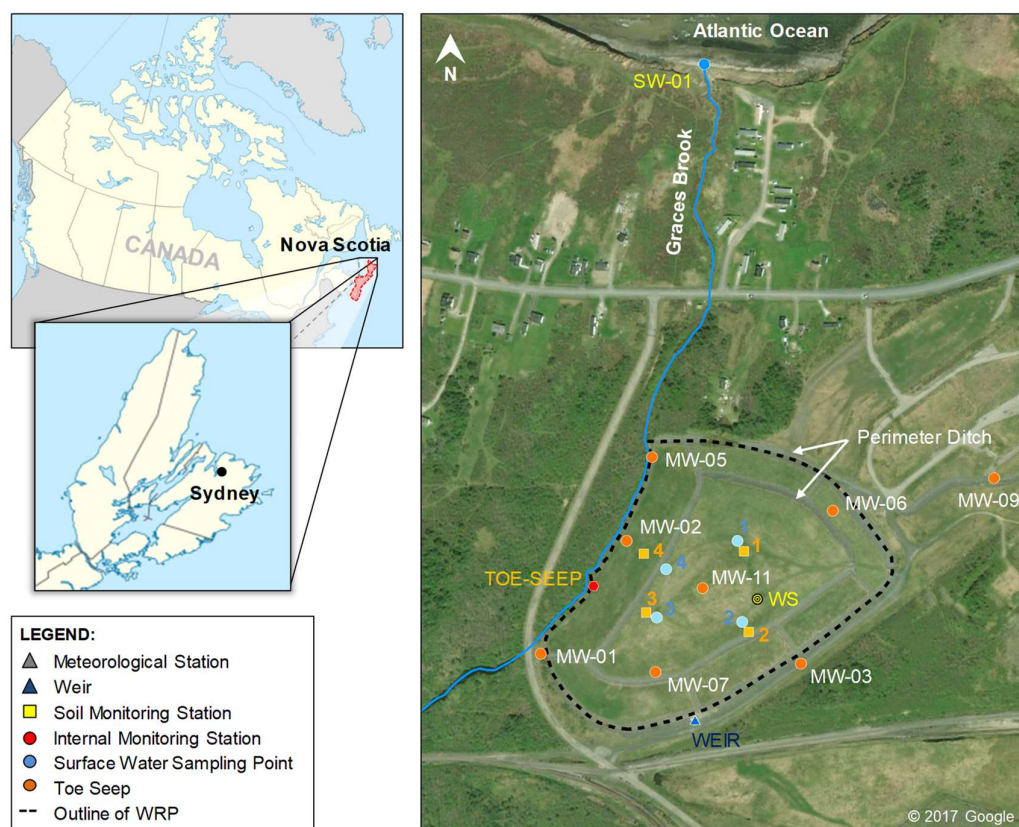 CANADA
Nova Scotia
Sydney
LEGEND:
Meteorological Station
Weir
Soil Monitoring Station
Internal Monitoring Station
Surface Water Sampling Point
Toe Seep
Outline of WRP
Atlantic Ocean
N
SW-01
Graces Brook
Perimeter Ditch
MW-05
MW-06
MW-09
MW-02
1
1
4
4
TOE-SEEP
MW-11
WS
3
3
2
2
MW-01
MW-07
MW-03
WEIR
© 2017 Google